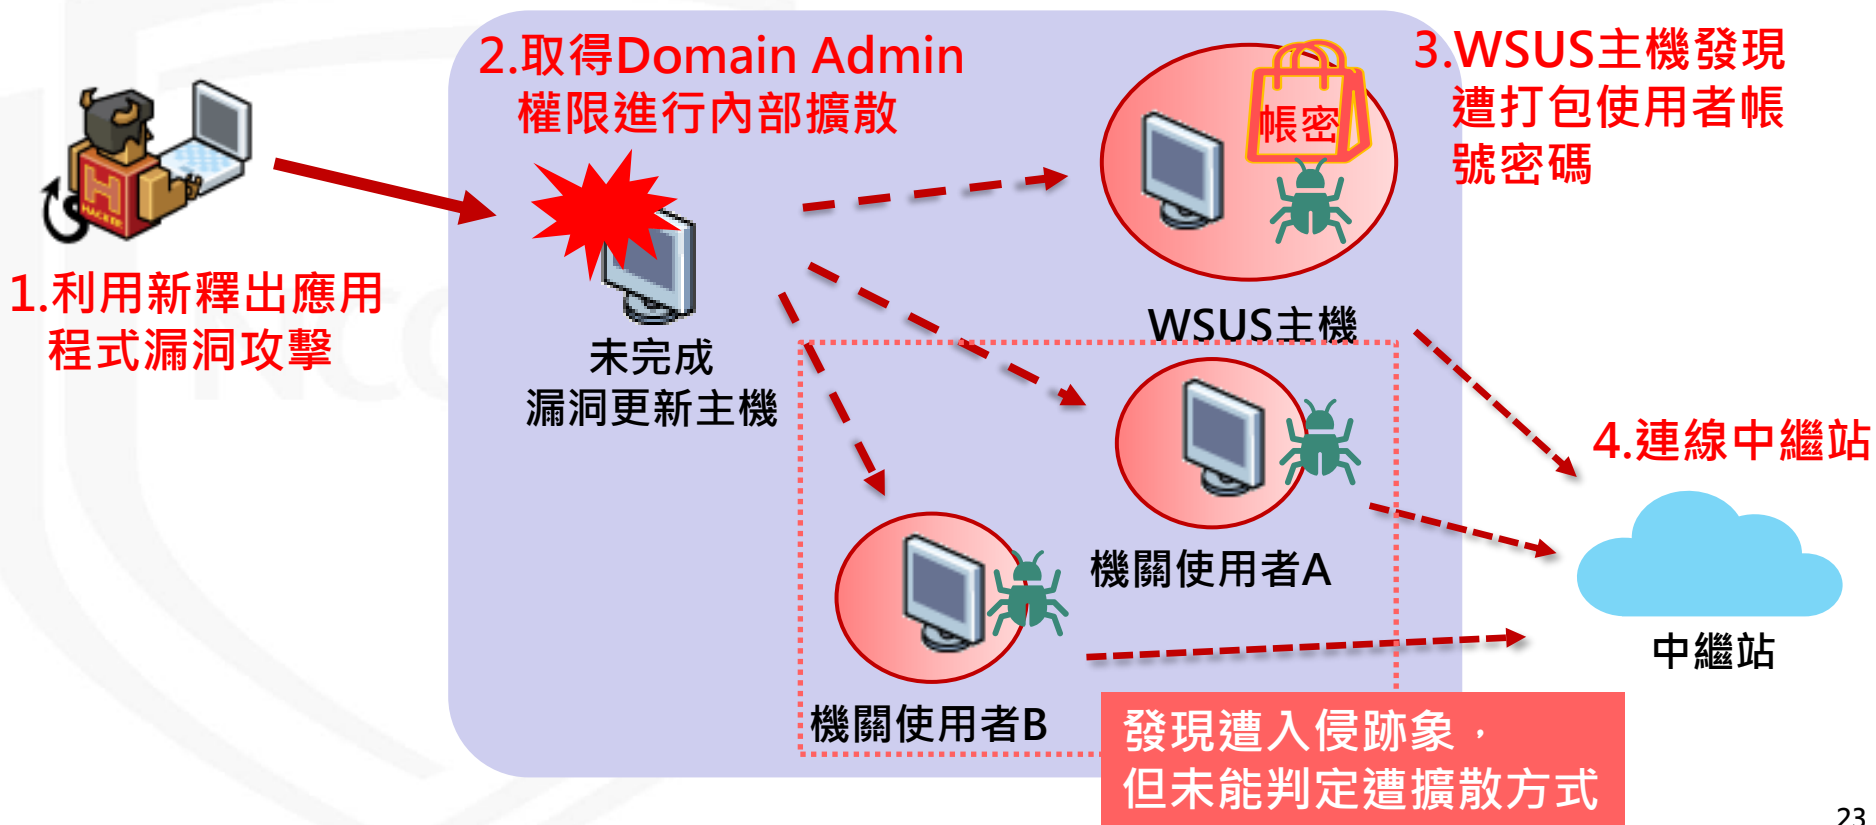 2.取得Domain Admin
權限進行內部擴散
3.WSUS主機發現
遭打包使用者帳
號密碼
帳密
H
HACKER
1.利用新釋出應用
程式漏洞攻擊
未完成
漏洞更新主機
WSUS主機
4.連線中繼站
機關使用者A
中繼站
機關使用者B
發現遭入侵跡象，
但未能判定遭擴散方式
23